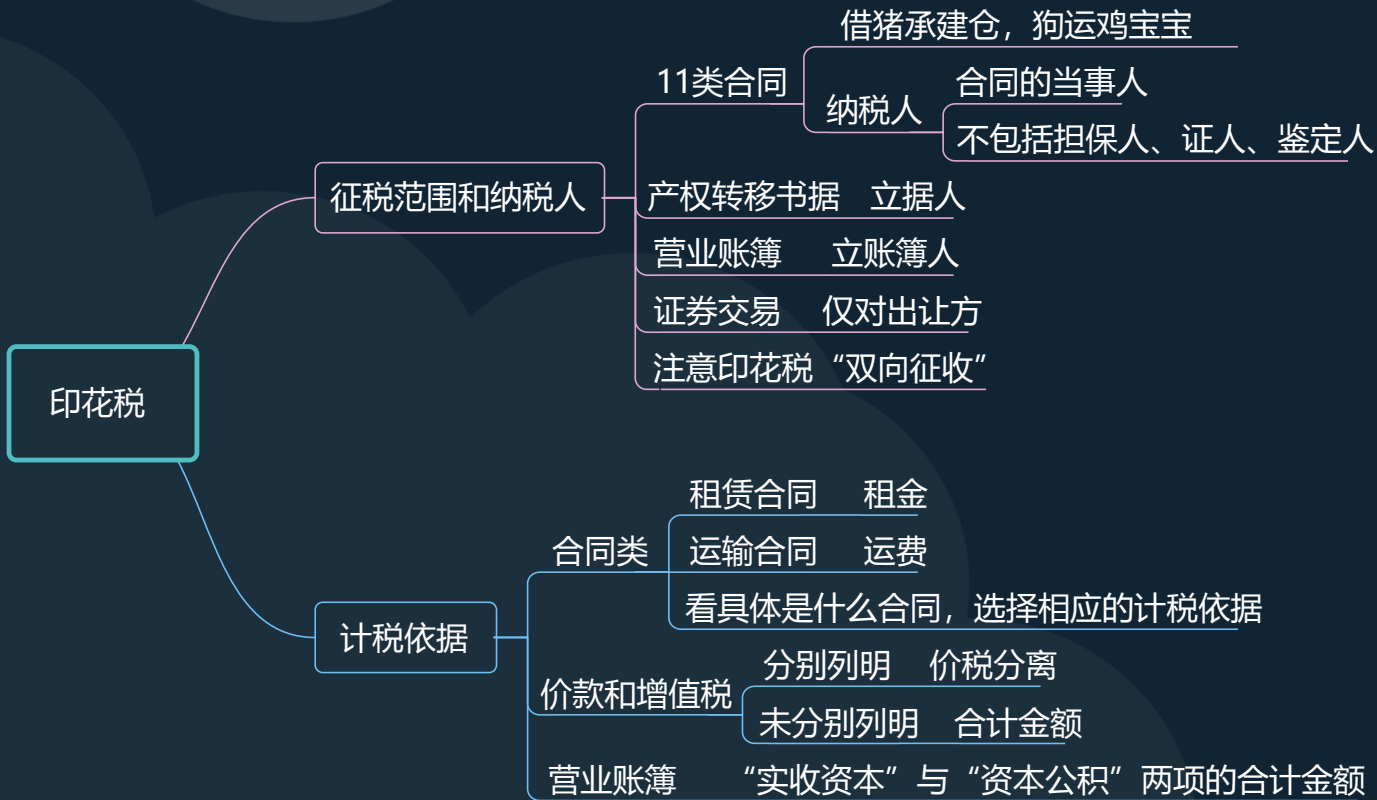 印花税
征税范围和纳税人
11类合同
借猪承建仓，狗运鸡宝宝
纳税人
合同的当事人
不包括担保人、证人、鉴定人
产权转移书据 立据人
营业账簿 立账簿人
证券交易 仅对出让方
注意印花税“双向征收”
计税依据
合同类
租赁合同 租金
运输合同 运费
看具体是什么合同，选择相应的计税依据
价款和增值税
分别列明 价税分离
未分别列明 合计金额
营业账簿 “实收资本”与“资本公积”两项的合计金额